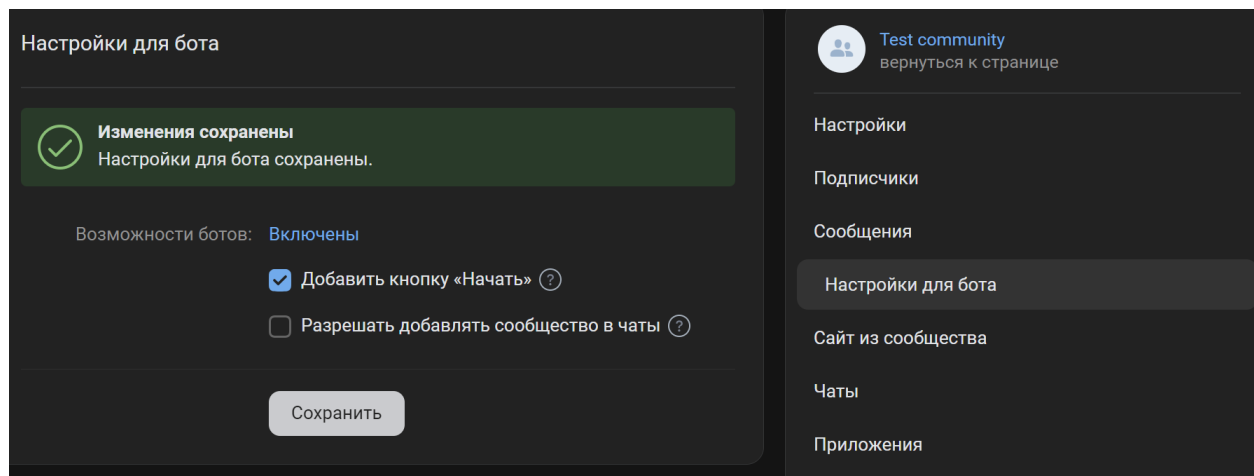 Настройки для бота
Изменения сохранены
Настройки для бота сохранены.
Возможности ботов: Включены
Добавить кнопку «Начать» ?
Разрешать добавлять сообщество в чаты ?
Сохранить
Test community
вернуться к странице
Настройки
Подписчики
Сообщения
Настройки для бота
Сайт из сообщества
Чаты
Приложения